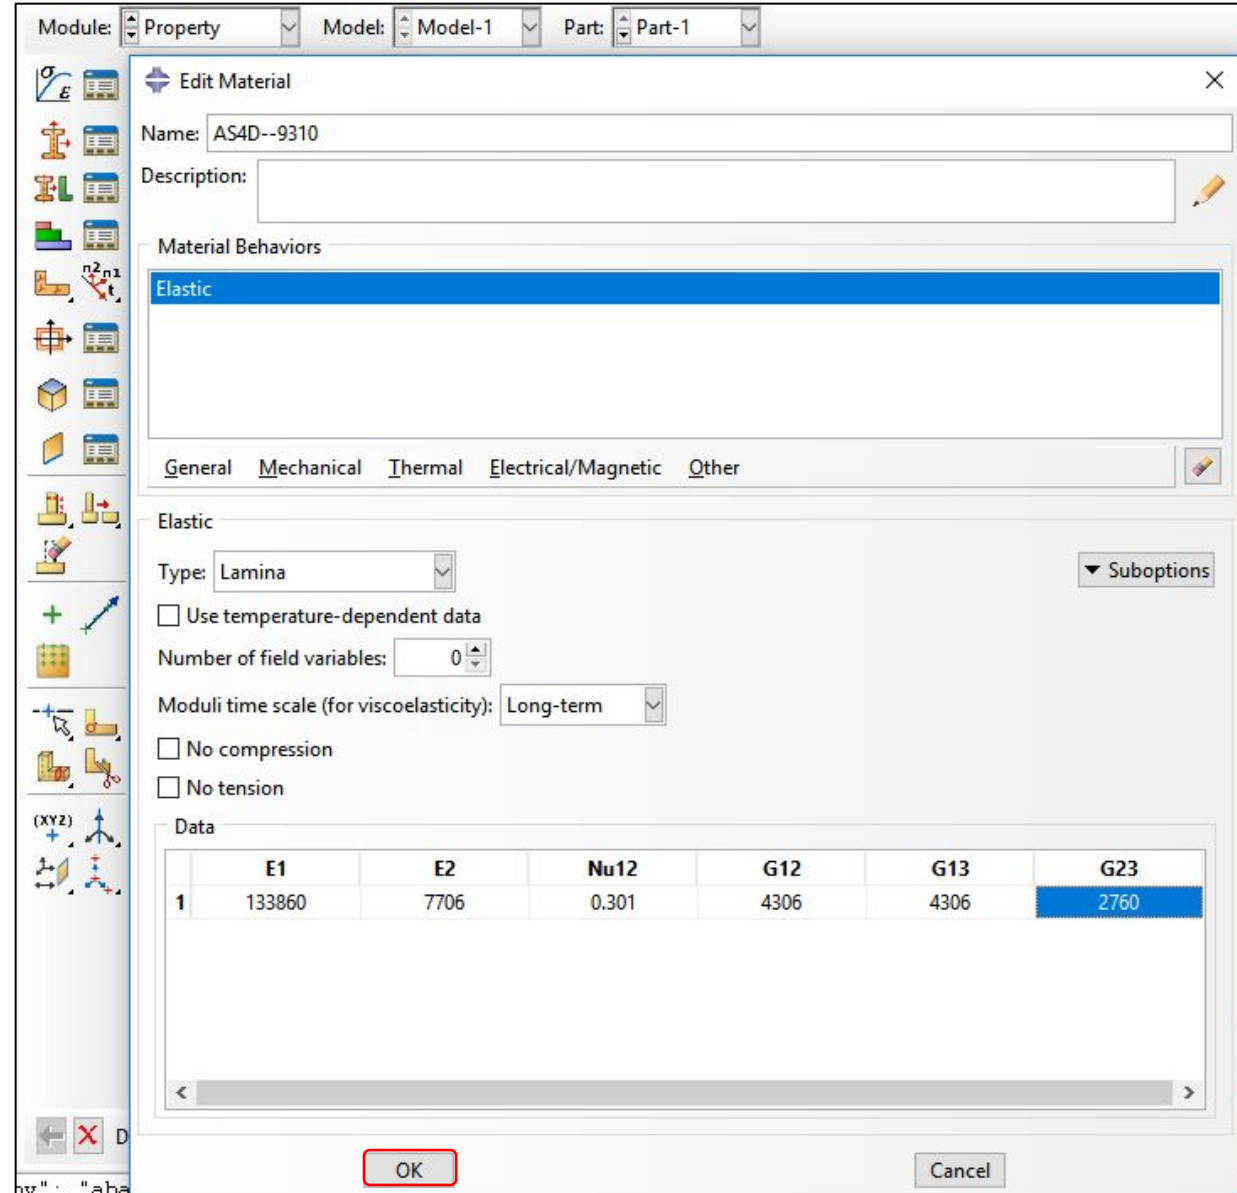 Module: Property Model: Model-1 Part: Part-1
σ ε
Edit Material
Name: AS4D--9310
Description:
Material Behaviors
n2 n1
t
Elastic
General Mechanical Thermal Electrical/Magnetic Other
Elastic
Type: Lamina Suboptions
Use temperature-dependent data
Number of field variables: 0
Moduli time scale (for viscoelasticity): Long-term
No compression
No tension
(XYZ)
Data
E1 E2 Nu12 G12 G13 G23
1 133860 7706 0.301 4306 4306 2760
D
OK Cancel